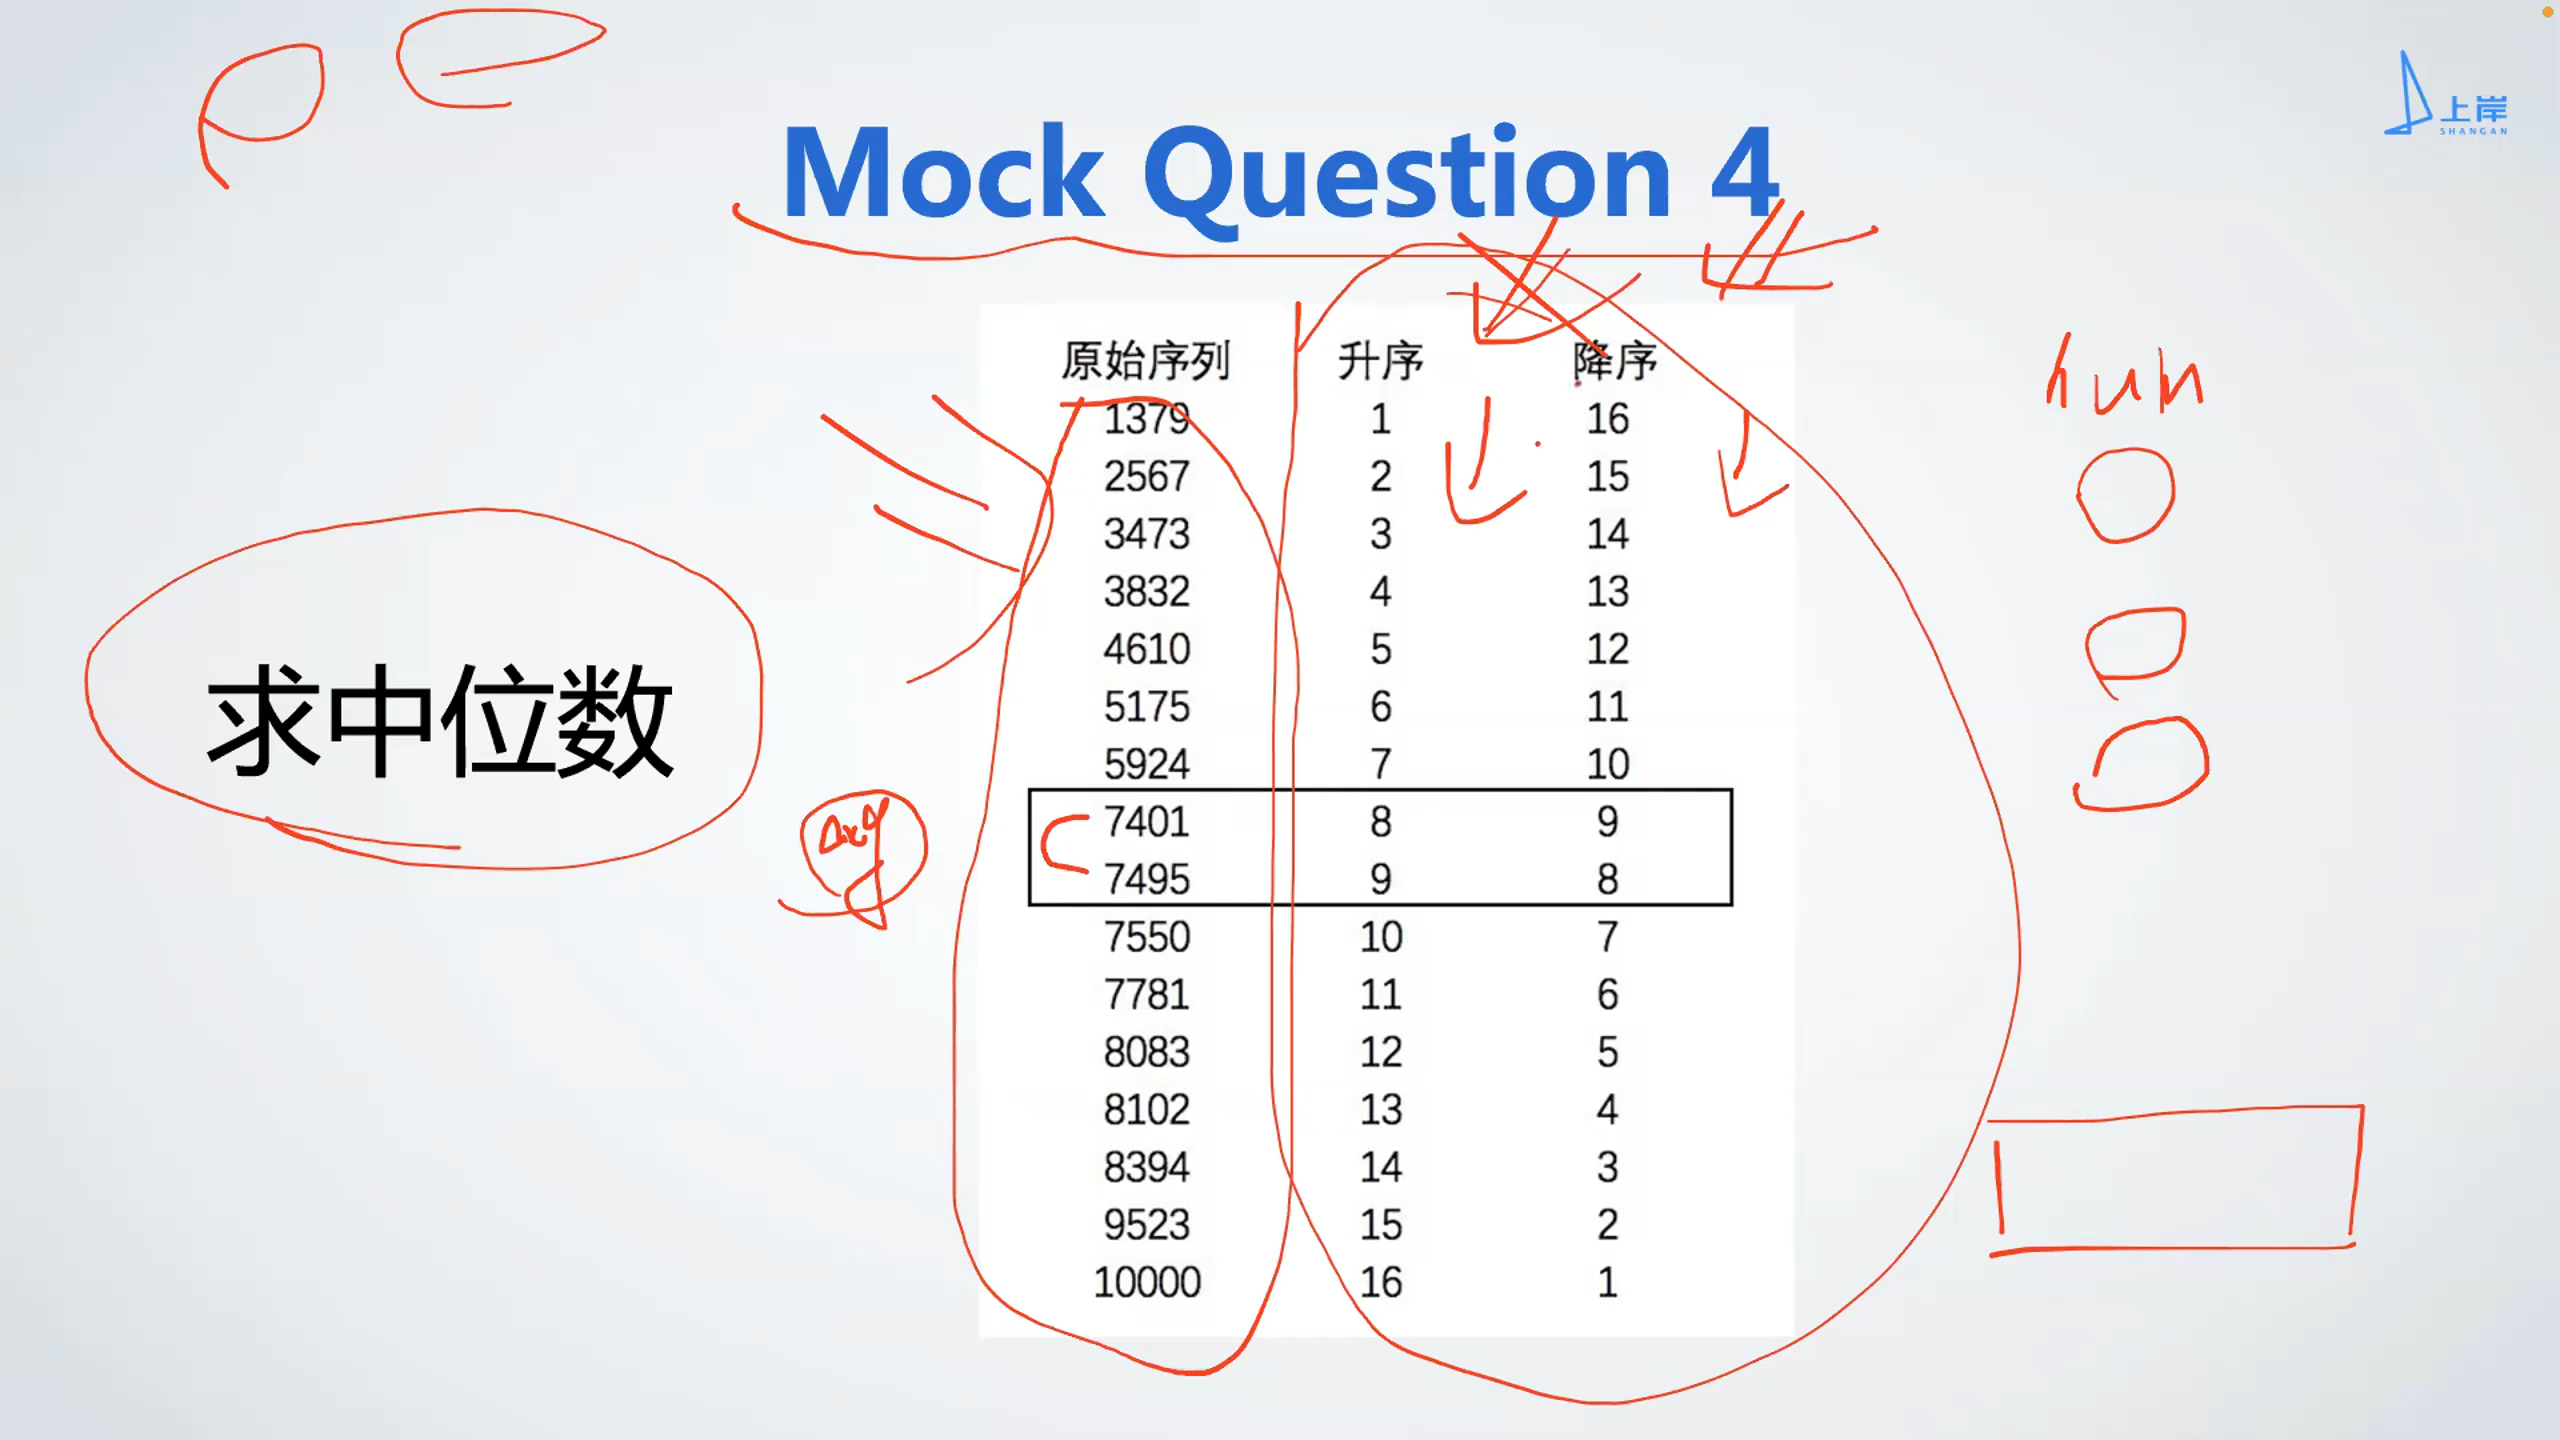 上岸
SHANGAN
Mock Question 4
求中位数
原始序列 升序 降序
1379 1 16
2567 2 15
3473 3 14
3832 4 13
4610 5 12
5175 6 11
5924 7 10
7401 8 9
7495 9 8
7550 10 7
7781 11 6
8083 12 5
8102 13 4
8394 14 3
9523 15 2
10000 16 1